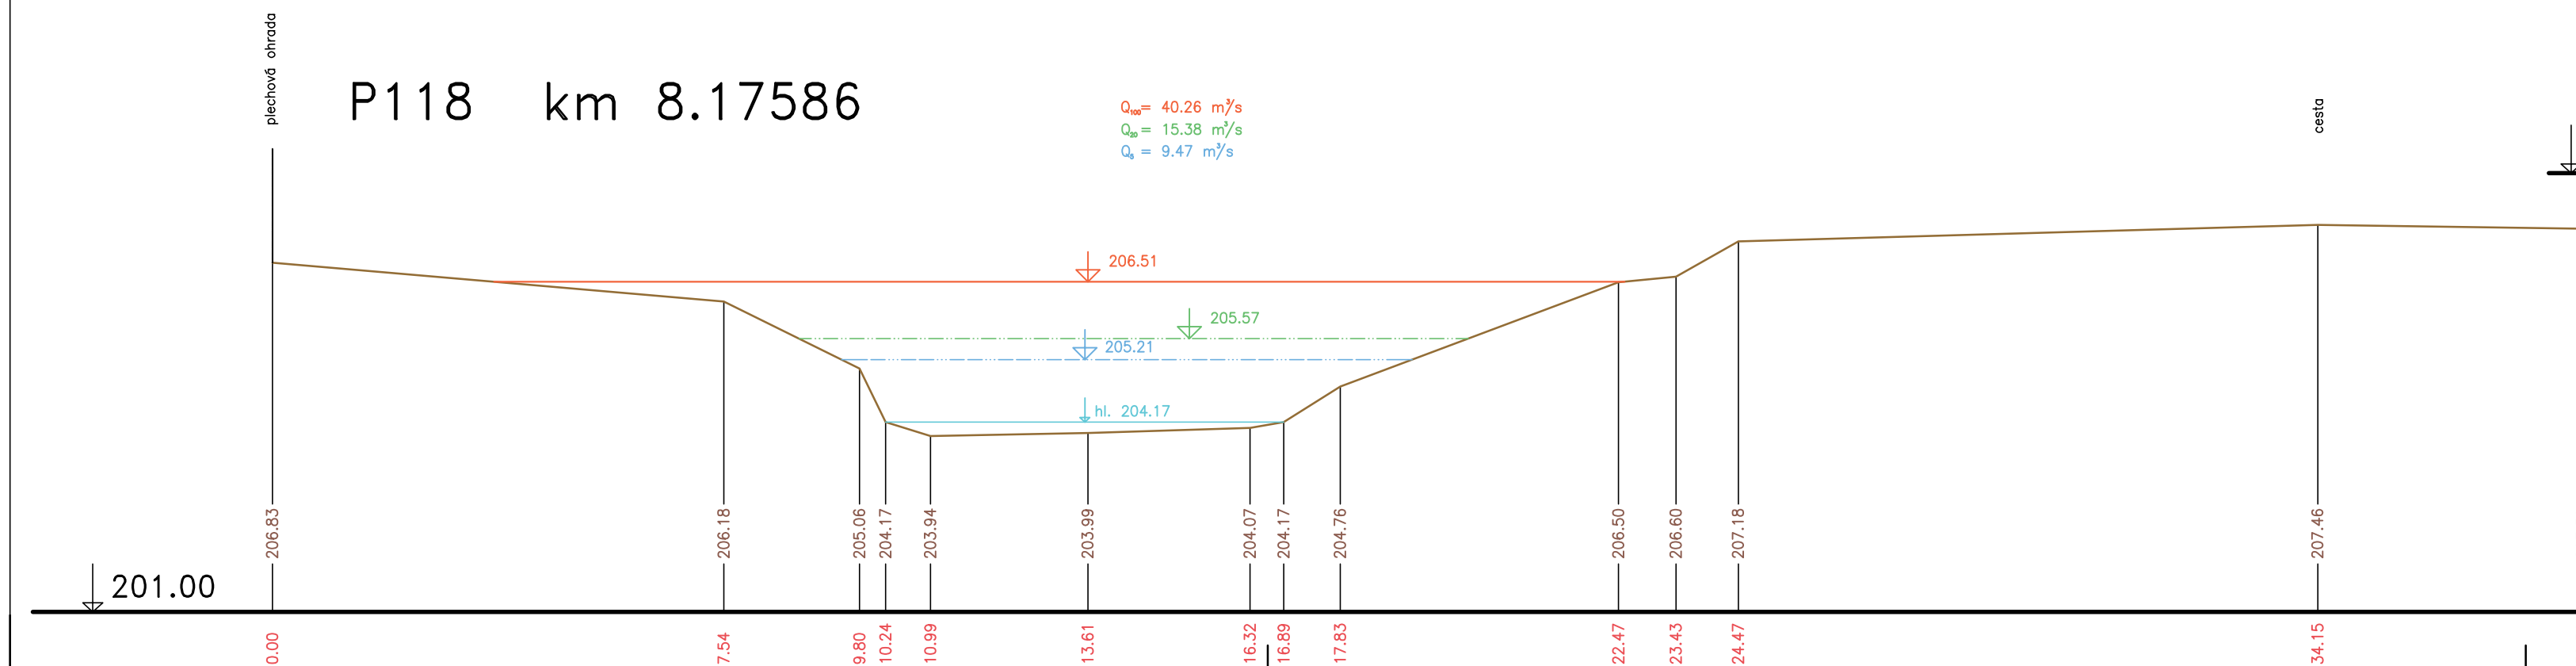 plechová ohrada
P118 km 8.17586
Q₁₀₀= 40.26 m³/s
Q₂₀ = 15.38 m³/s
Q₅ = 9.47 m³/s
cesta
206.51
205.57
205.21
hl. 204.17
206.83 206.18 205.06 204.17 203.94 203.99 204.07 204.17 204.76 206.50 206.60 207.18 207.46
201.00
0.00 7.54 9.80 10.24 10.99 13.61 16.32 16.89 17.83 22.47 23.43 24.47 34.15